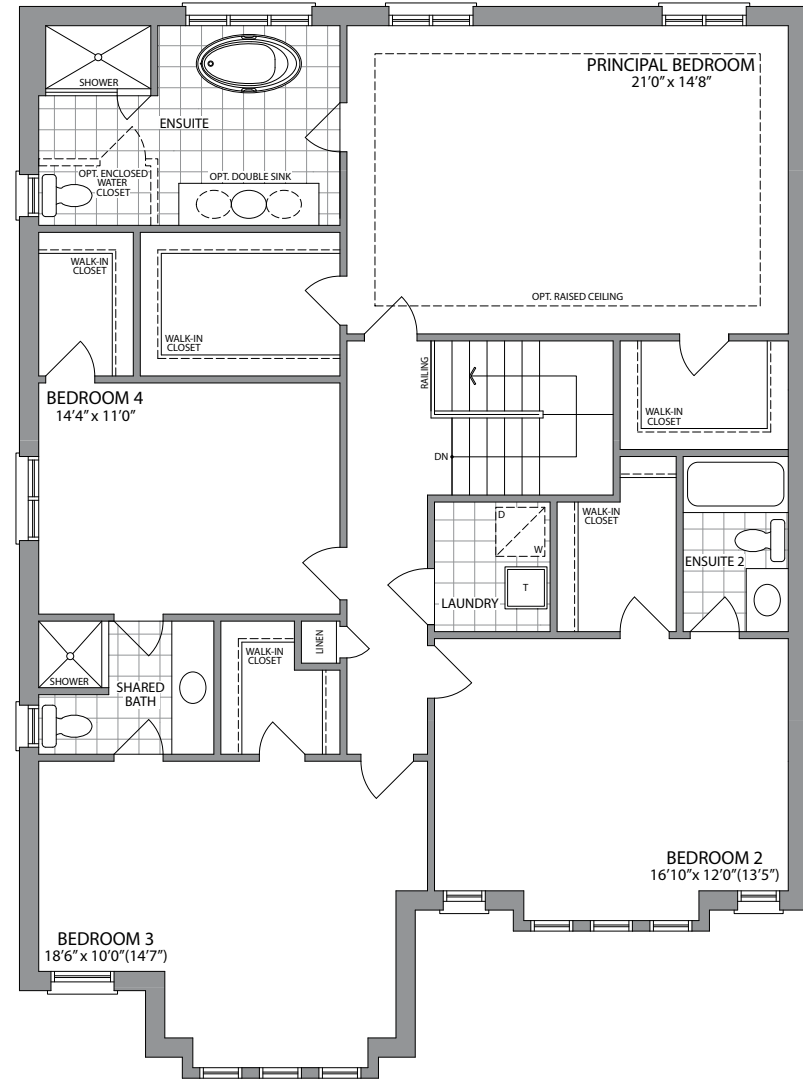 SHOWER
PRINCIPAL BEDROOM
21'0" x 14'8"
ENSUITE
OPT. ENCLOSED
WATER
CLOSET
OPT. DOUBLE SINK
WALK-IN
CLOSET
WALK-IN
CLOSET
OPT. RAISED CEILING
RAILING
BEDROOM 4
14'4" x 11'0"
WALK-IN
CLOSET
DN
WALK-IN
CLOSET
D
W
ENSUITE 2
T
LAUNDRY
LINEN
WALK-IN
CLOSET
SHOWER
SHARED
BATH
BEDROOM 2
16'10" x 12'0" (13'5")
BEDROOM 3
18'6" x 10'0" (14'7")